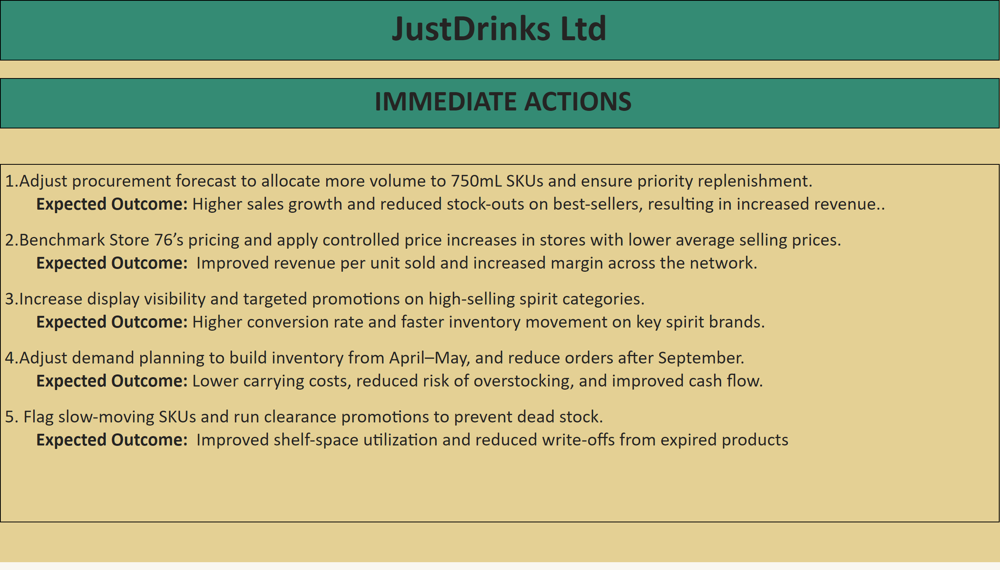 JustDrinks Ltd
IMMEDIATE ACTIONS
1.Adjust procurement forecast to allocate more volume to 750mL SKUs and ensure priority replenishment.
Expected Outcome: Higher sales growth and reduced stock-outs on best-sellers, resulting in increased revenue..
2.Benchmark Store 76’s pricing and apply controlled price increases in stores with lower average selling prices.
Expected Outcome:  Improved revenue per unit sold and increased margin across the network.
3.Increase display visibility and targeted promotions on high-selling spirit categories.
Expected Outcome: Higher conversion rate and faster inventory movement on key spirit brands.
4.Adjust demand planning to build inventory from April–May, and reduce orders after September.
Expected Outcome: Lower carrying costs, reduced risk of overstocking, and improved cash flow.
5. Flag slow-moving SKUs and run clearance promotions to prevent dead stock.
Expected Outcome:  Improved shelf-space utilization and reduced write-offs from expired products